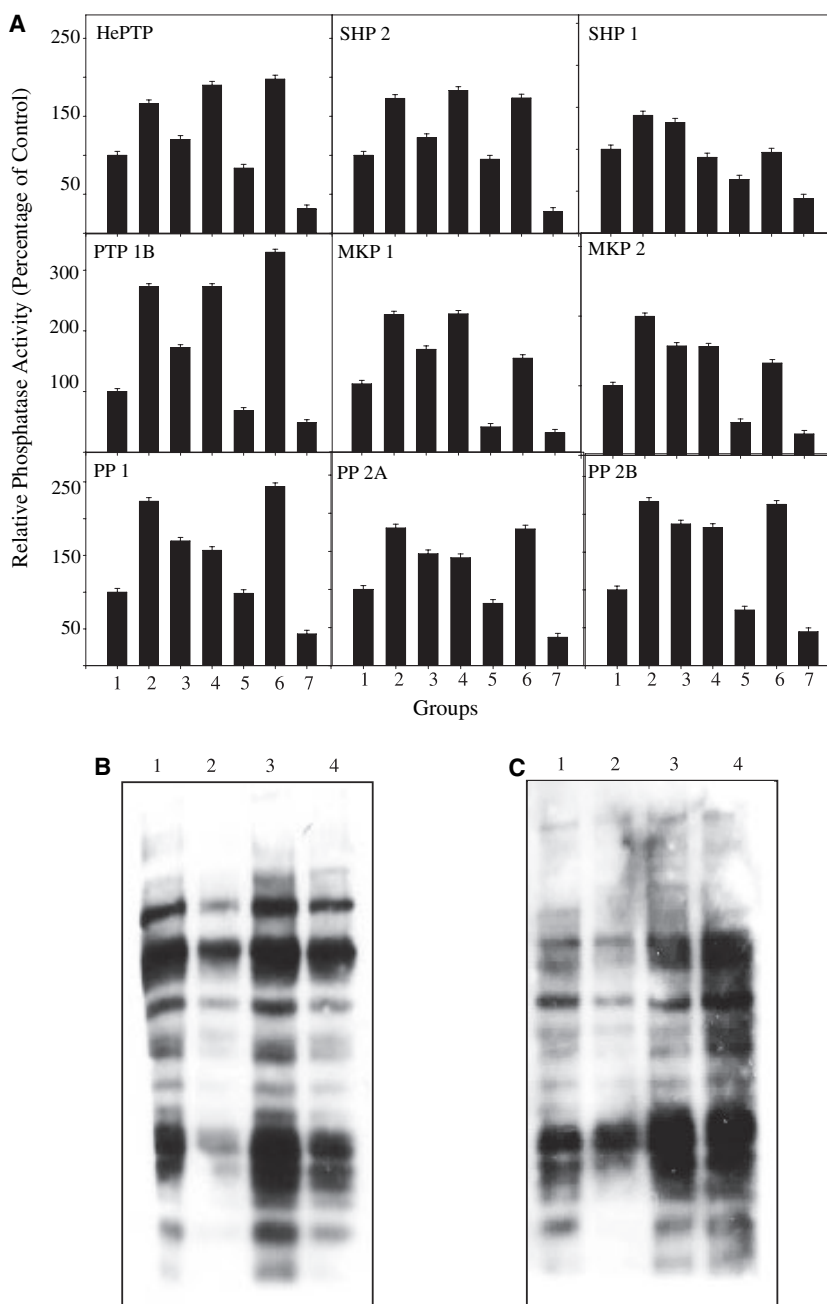 A
HePTP
SHP 2
SHP 1
250
150
50
PTP 1B
MKP 1
MKP 2
300
200
100
PP 1
PP 2A
PP 2B
250
150
50
Relative Phosphatase Activity (Percentage of Control)
1 2 3 4 5 6 7
1 2 3 4 5 6 7
1 2 3 4 5 6 7
Groups
B
1 2 3 4
C
1 2 3 4